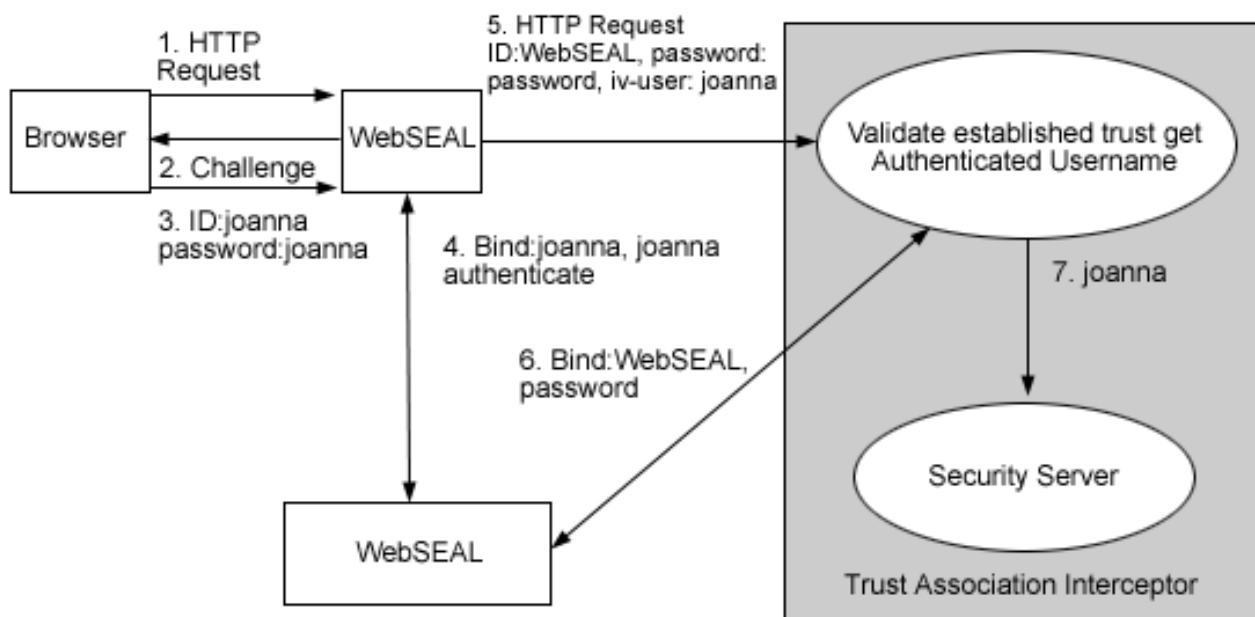 1. HTTP
Request
5. HTTP Request
ID:WebSEAL, password:
password, iv-user: joanna
Browser
WebSEAL
Validate established trust get
Authenticated Username
2. Challenge
3. ID:joanna
password:joanna
4. Bind:joanna, joanna
authenticate
7. joanna
6. Bind:WebSEAL,
password
Security Server
WebSEAL
Trust Association Interceptor